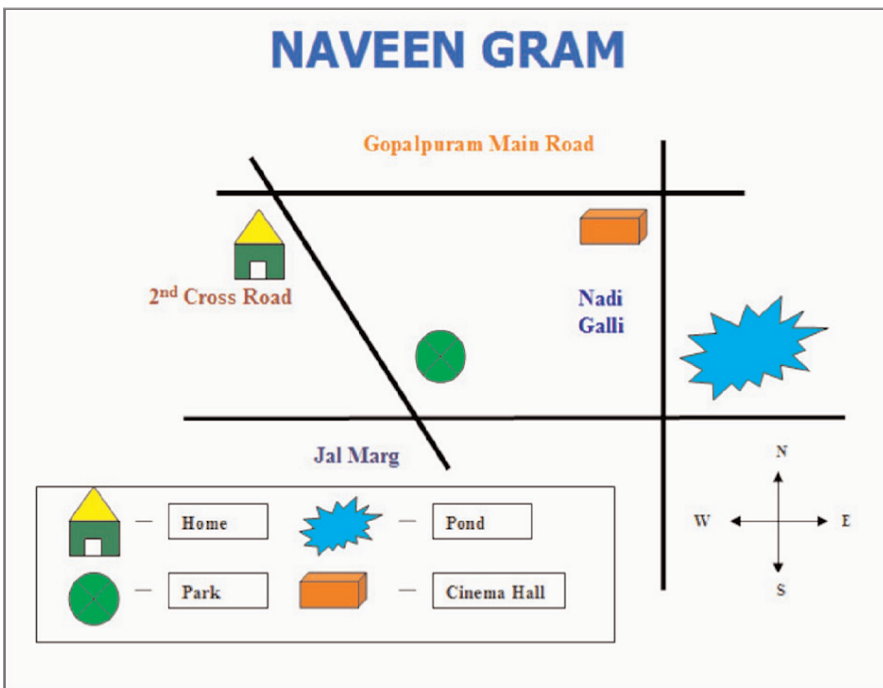 NAVEEN GRAM
Gopalpuram Main Road
2nd Cross Road
Nadi
Galli
Jal Marg
N
W E
S
Home
Pond
Park
Cinema Hall